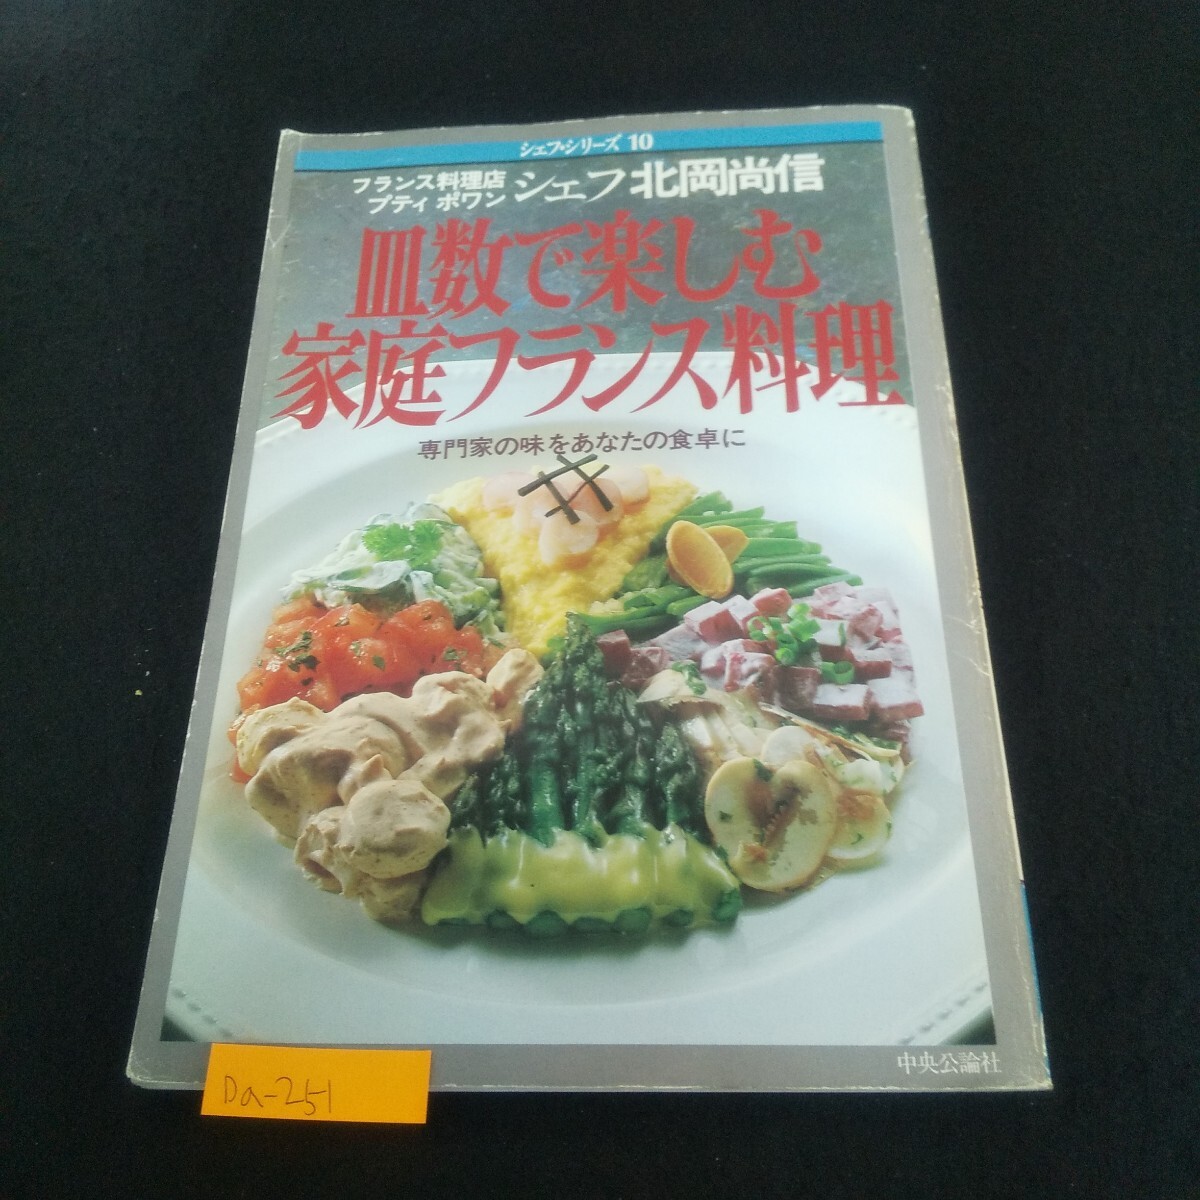 シェフ・シリーズ 10
フランス料理店
プティ ポワン
シェフ 北岡尚信
皿数で楽しむ
家庭フランス料理
専門家の味をあなたの食卓に
中央公論社
Da-251